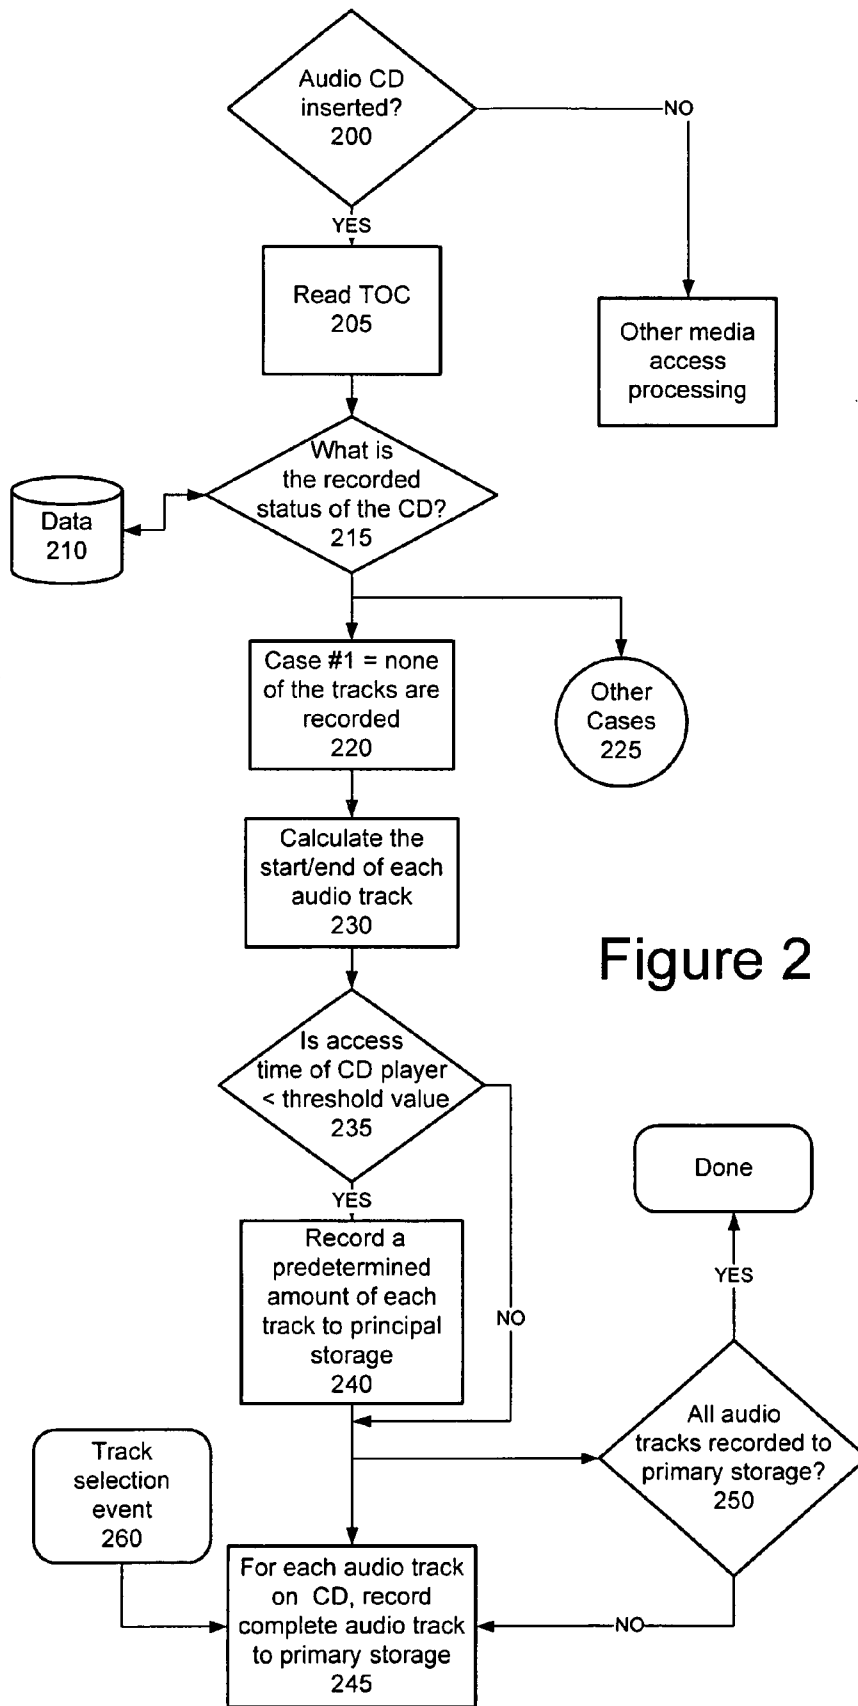 Audio CD
inserted?
200
NO
YES
Read TOC
205
Other media
access
processing
What is
the recorded
status of the CD?
215
Data
210
Case #1 = none
of the tracks are
recorded
220
Other
Cases
225
Calculate the
start/end of each
audio track
230
Figure 2
Is access
time of CD player
< threshold value
235
Done
YES
Record a
predetermined
amount of each
track to principal
storage
240
NO
YES
All audio
tracks recorded to
primary storage?
250
Track
selection
event
260
For each audio track
on CD, record
complete audio track
to primary storage
245
NO